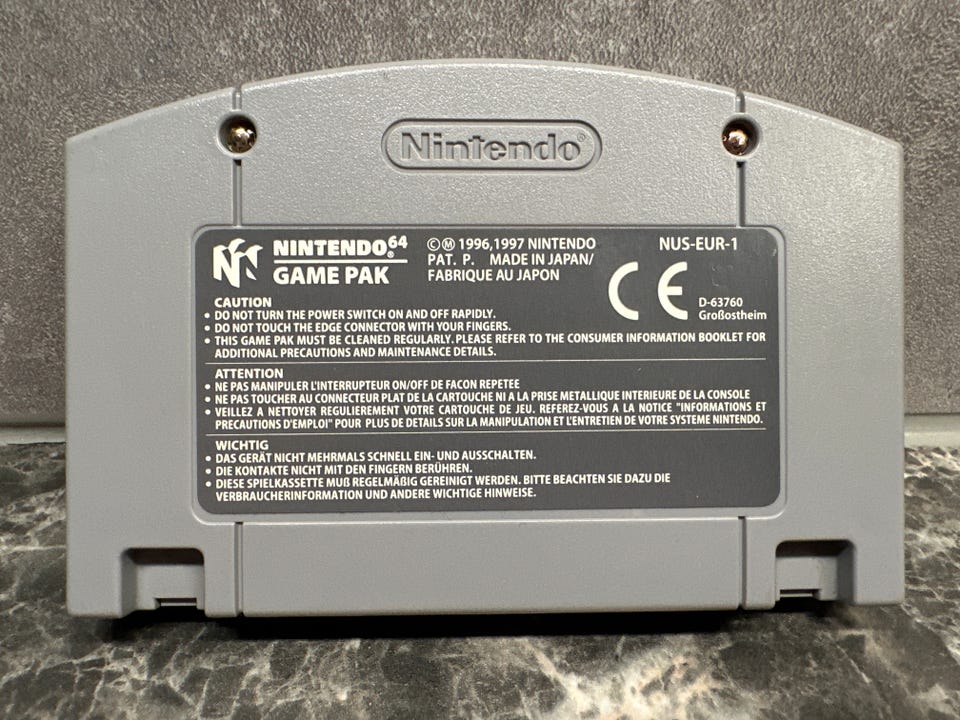 Nintendo®
NINTENDO64
GAME PAK
©Ⓜ 1996,1997 NINTENDO
PAT. P. MADE IN JAPAN/
FABRIQUE AU JAPON
NUS-EUR-1
CE
D-63760
Großostheim
CAUTION
• DO NOT TURN THE POWER SWITCH ON AND OFF RAPIDLY.
• DO NOT TOUCH THE EDGE CONNECTOR WITH YOUR FINGERS.
• THIS GAME PAK MUST BE CLEANED REGULARLY. PLEASE REFER TO THE CONSUMER INFORMATION BOOKLET FOR
ADDITIONAL PRECAUTIONS AND MAINTENANCE DETAILS.
ATTENTION
• NE PAS MANIPULER L'INTERRUPTEUR ON/OFF DE FACON REPETEE
• NE PAS TOUCHER AU CONNECTEUR PLAT DE LA CARTOUCHE NI A LA PRISE METALLIQUE INTERIEURE DE LA CONSOLE
• VEILLEZ A NETTOYER REGULIEREMENT VOTRE CARTOUCHE DE JEU. REFEREZ-VOUS A LA NOTICE "INFORMATIONS ET
PRECAUTIONS D'EMPLOI" POUR PLUS DE DETAILS SUR LA MANIPULATION ET L'ENTRETIEN DE VOTRE SYSTEME NINTENDO.
WICHTIG
• DAS GERÄT NICHT MEHRMALS SCHNELL EIN- UND AUSSCHALTEN.
• DIE KONTAKTE NICHT MIT DEN FINGERN BERÜHREN.
• DIESE SPIELKASSETTE MUß REGELMÄßIG GEREINIGT WERDEN. BITTE BEACHTEN SIE DAZU DIE
VERBRAUCHERINFORMATION UND ANDERE WICHTIGE HINWEISE.